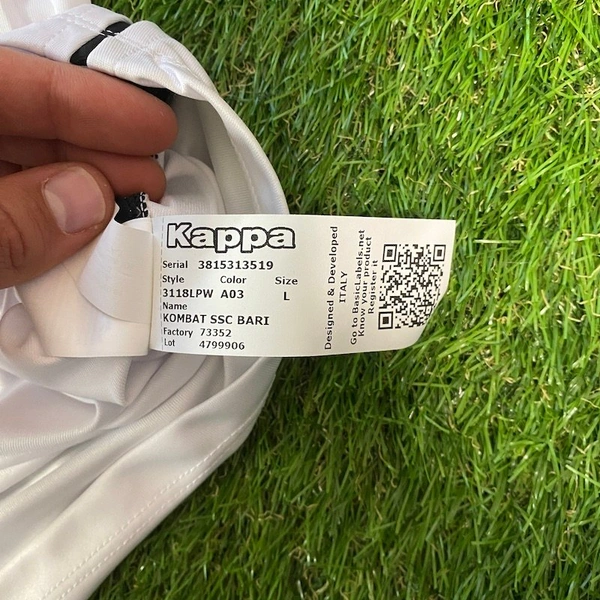 Kappa
Serial 3815313519
Style Color Size
3118LPW A03 L
Name
KOMBAT SSC BARI
Factory 73352
Lot 4799906
Designed & Developed
ITALY
Go to BasicLabels.net
Know your product
Register it